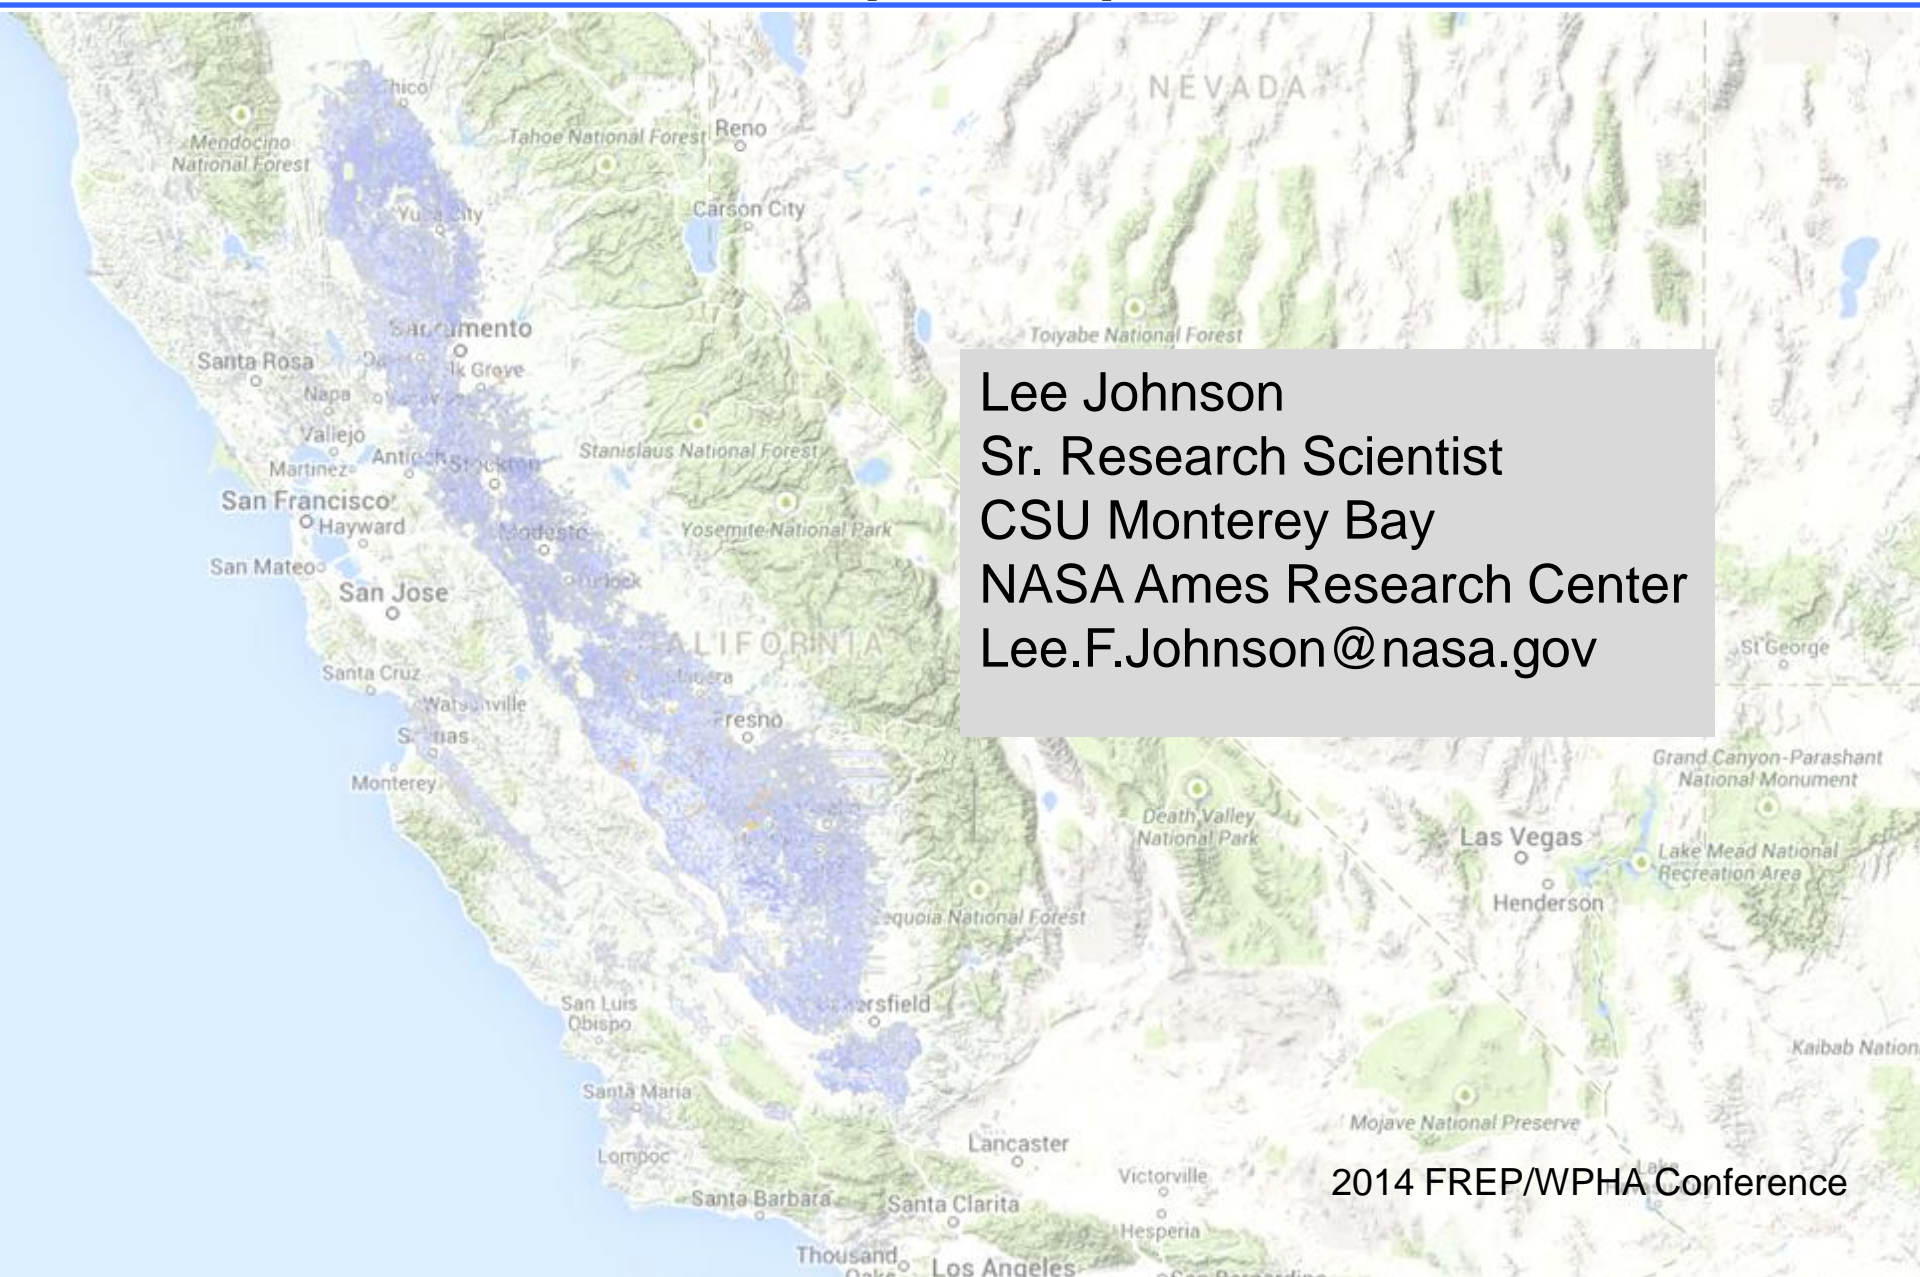 NEVADA
Mendocino
National Forest
Tahoe National Forest
Reno
Carson City
Toiyabe National Forest
Santa Rosa
Napa
Vallejo
Martinez
Stanislaus National Forest
San Francisco
Hayward
Yosemite National Park
San Mateo
San Jose
Lee Johnson
Sr. Research Scientist
CSU Monterey Bay
NASA Ames Research Center
Lee.F.Johnson@nasa.gov
St George
Santa Cruz
Fresno
Monterey
Grand Canyon-Parashant
National Monument
Death Valley
National Park
Las Vegas
Lake Mead National
Recreation Area
Henderson
San Luis
Obispo
Kaibab Nation
Santa Maria
Mojave National Preserve
Lancaster
Lompoc
Victorville
2014 FREP/WPHA Conference
Santa Barbara
Santa Clarita
Hesperia
Thousand
Los Angeles